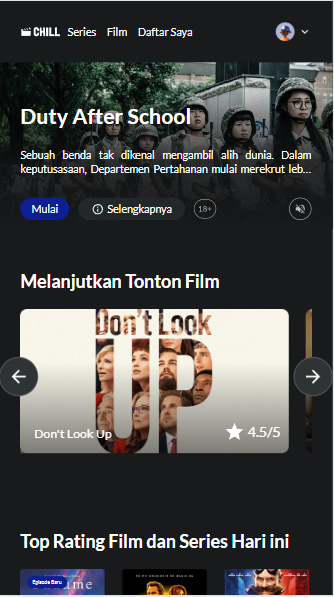 CHILL Series Film Daftar Saya
Duty After School
Sebuah benda tak dikenal mengambil alih dunia. Dalam
keputusasaan, Departemen Pertahanan mulai merekrut leb...
Mulai Selengkapnya 18+
Melanjutkan Tonton Film
Don't Look
UP
Don't Look Up 4.5/5
Top Rating Film dan Series Hari ini
Episode Baru